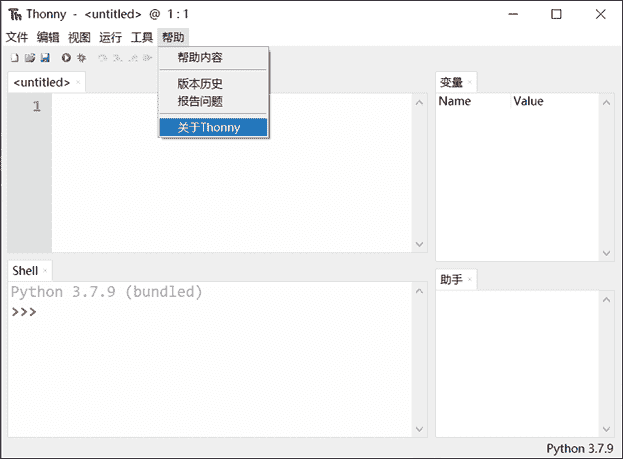 Thonny - <untitled> @ 1 : 1
文件 编辑 视图 运行 工具 帮助
帮助内容
版本历史
报告问题
关于Thonny
<untitled>
1
变量
Name Value
Shell
Python 3.7.9 (bundled)
>>>
助手
Python 3.7.9